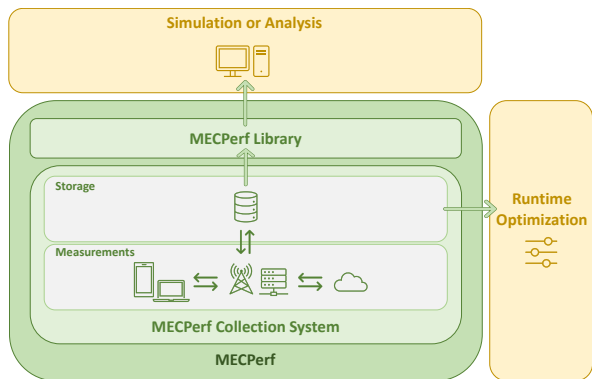 Simulation or Analysis
MECPerf Library
Storage
Runtime
Optimization
Measurements
MECPerf Collection System
MECPerf